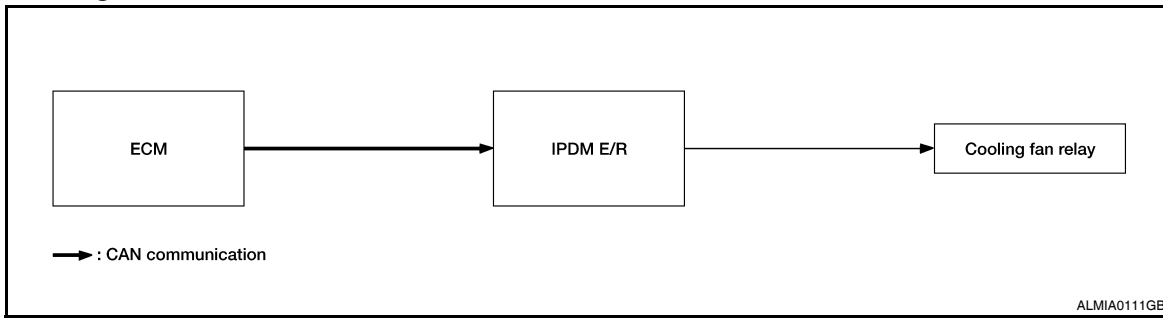 ECM
IPDM E/R
Cooling fan relay
: CAN communication
ALMIA0111GB